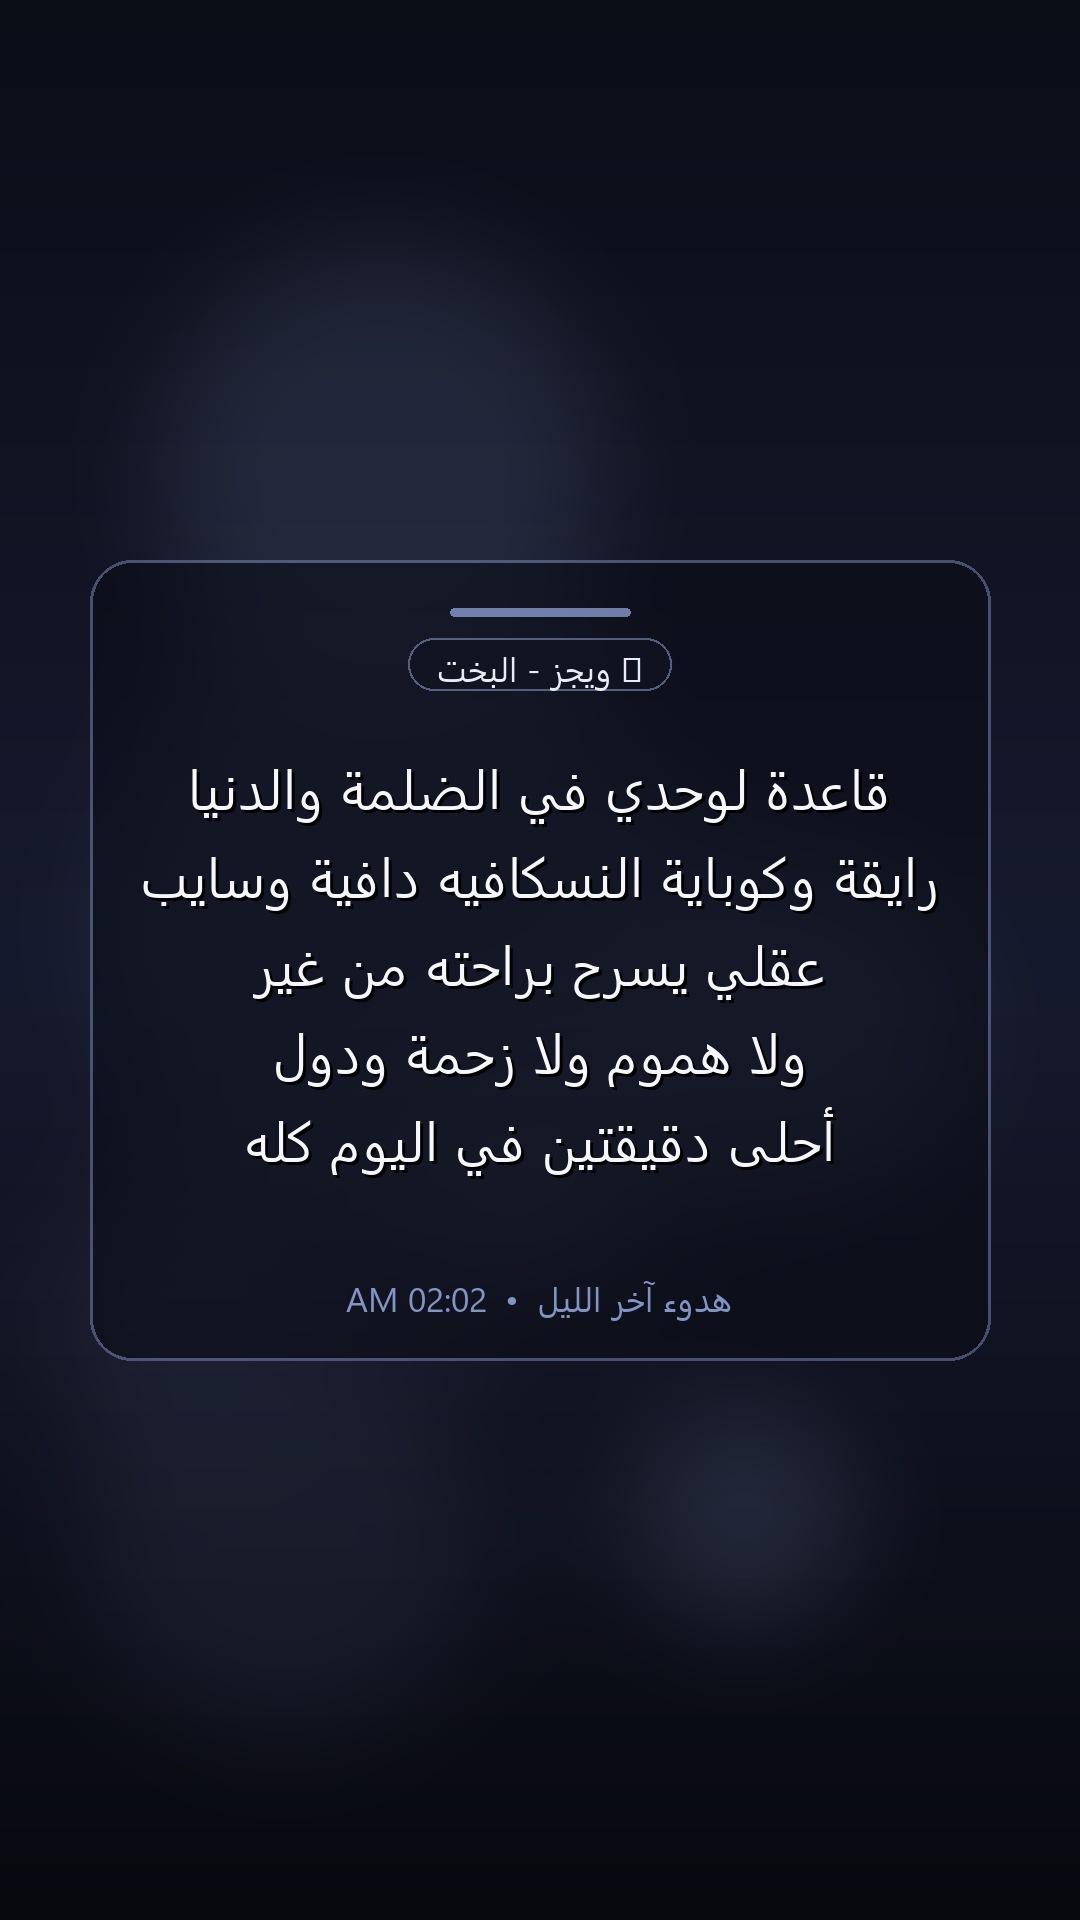 ويجز - البخت
قاعدة لوحدي في الضلمة والدنيا
رايقة وكوباية النسكافيه دافية وسايب
عقلي يسرح براحته من غير
ولا هموم ولا زحمة ودول
أحلى دقيقتين في اليوم كله
هدوء آخر الليل • 02:02 AM